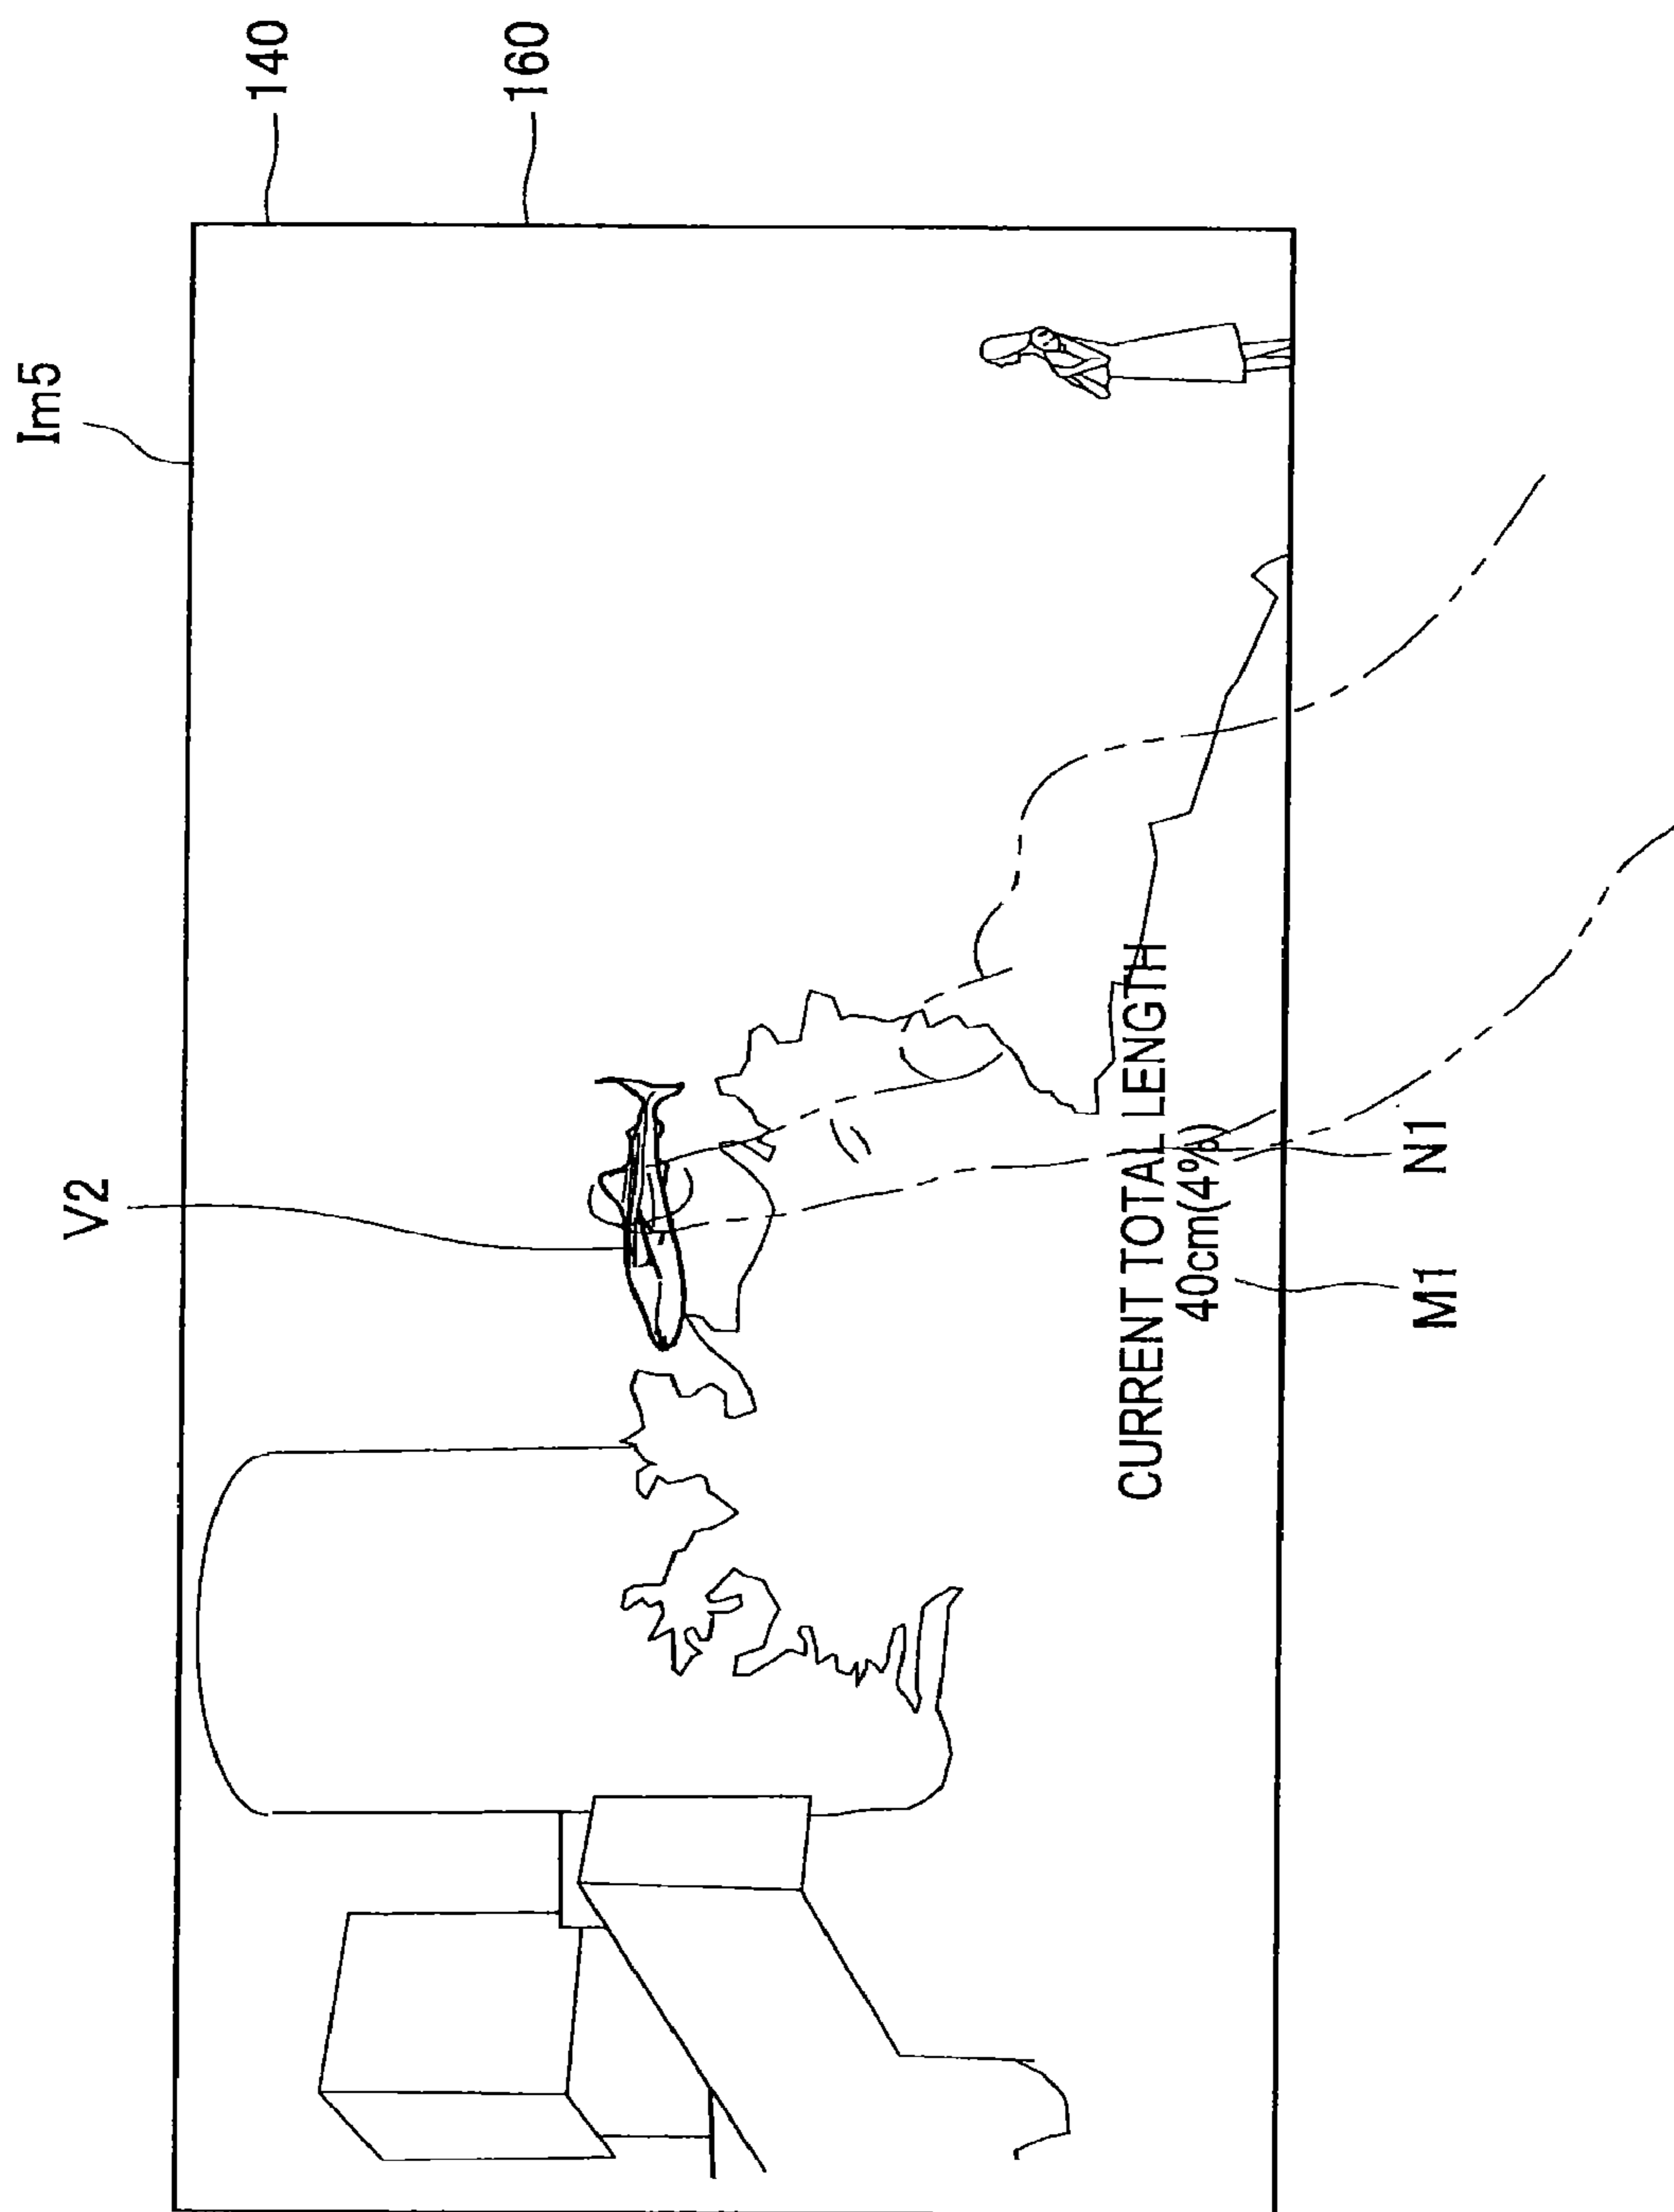 Im5
V2
140
160
CURRENT TOTAL LENGTH
40cm(4%)
M1 N1